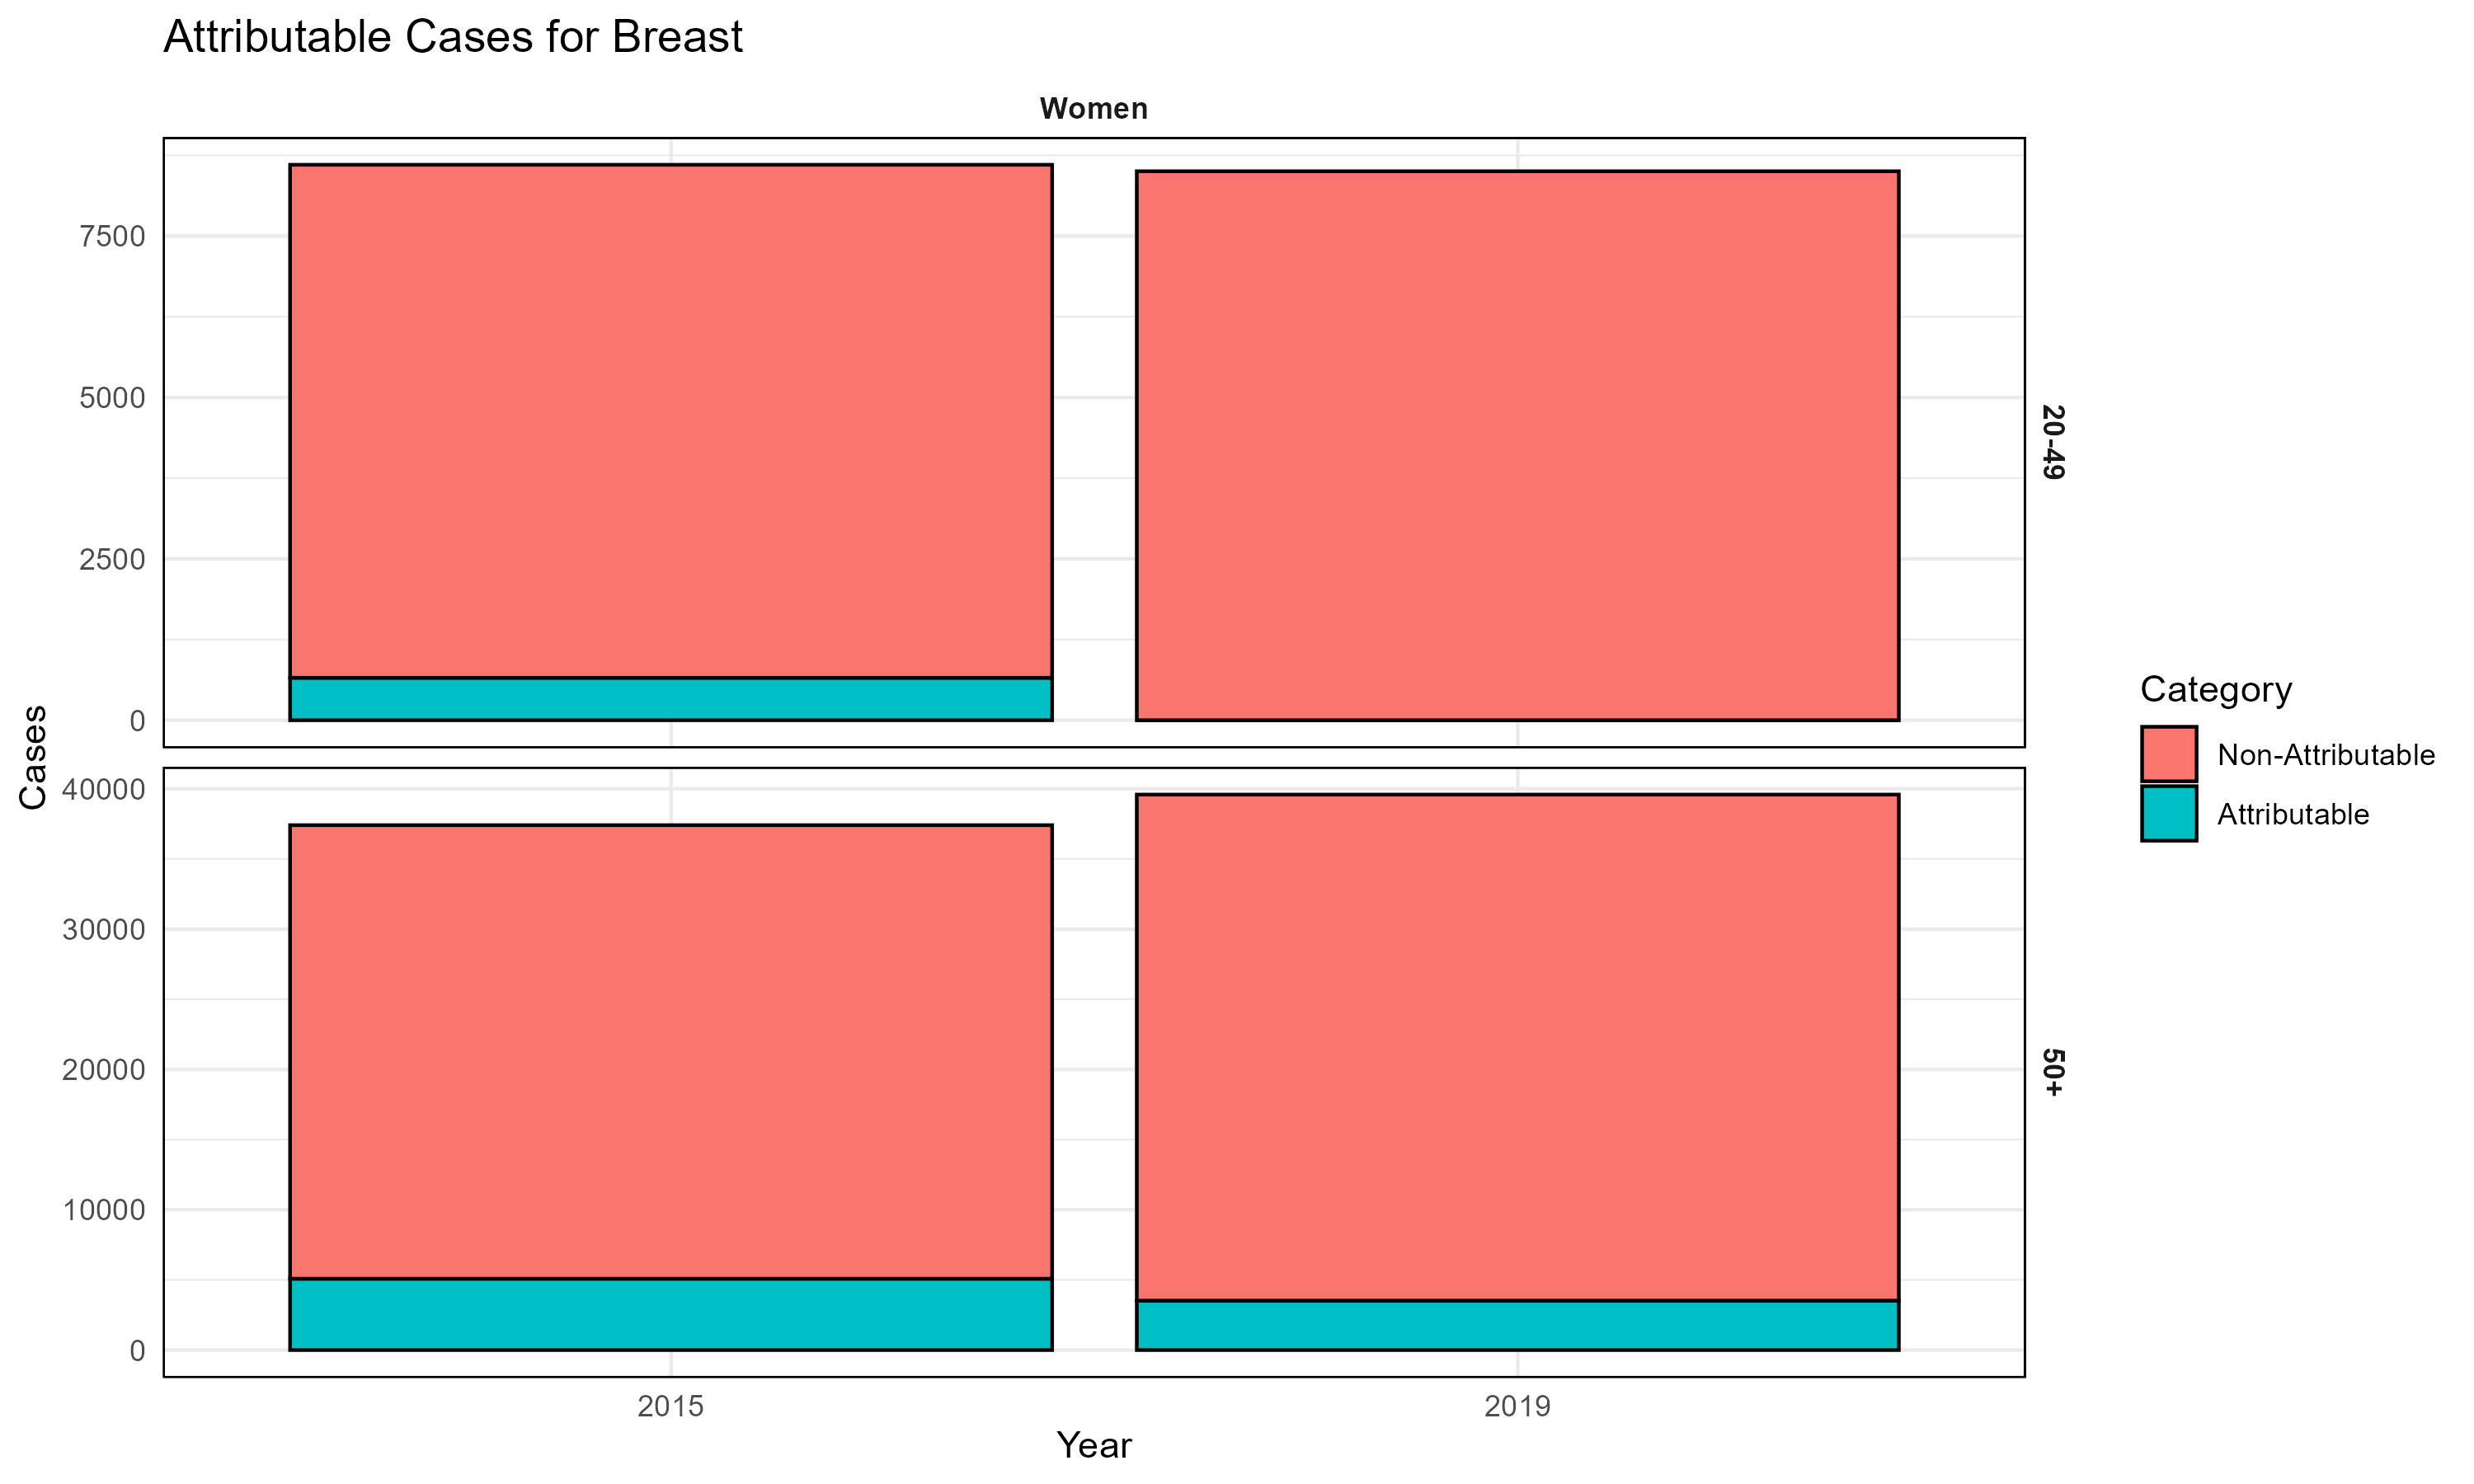 Attributable Cases for Breast
Women
7500
5000
2500
0
20-49
Cases
40000
30000
20000
10000
0
50+
2015
2019
Year
Category
Non-Attributable
Attributable